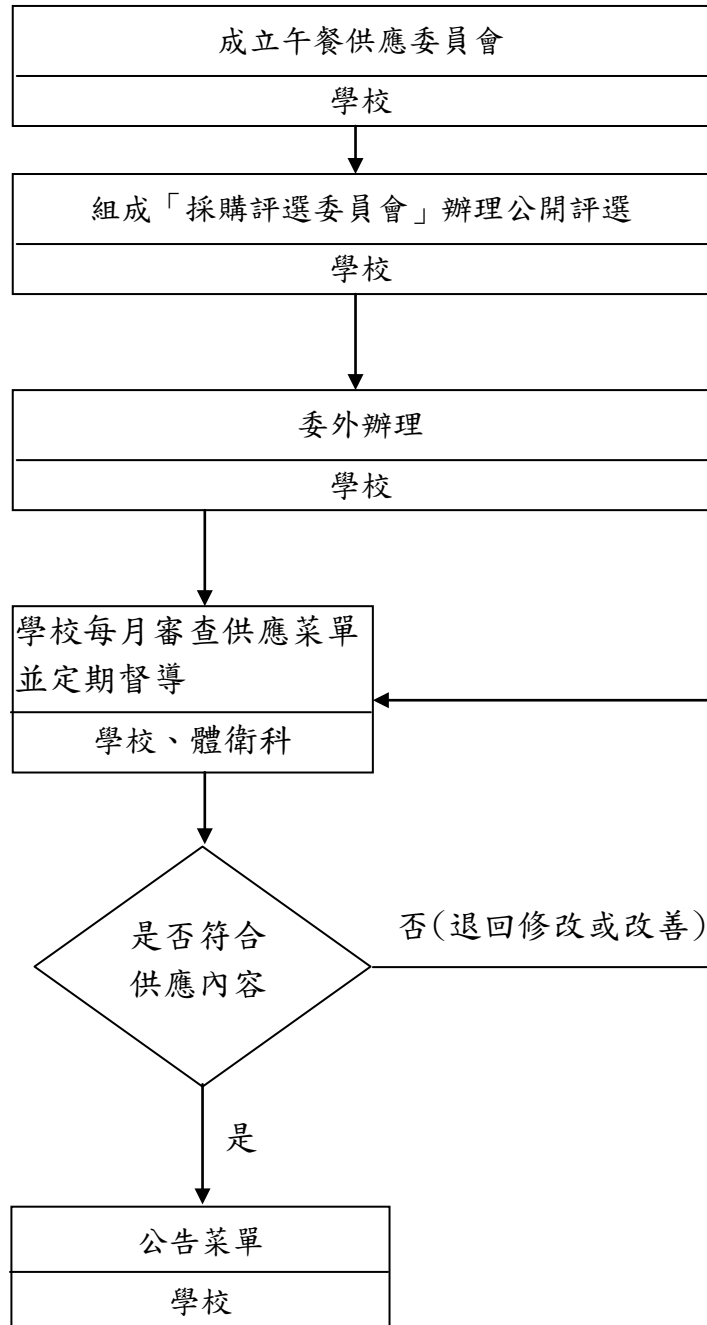 成立午餐供應委員會
學校
組成「採購評選委員會」辦理公開評選
學校
委外辦理
學校
學校每月審查供應菜單
並定期督導
學校、體衛科
是否符合
供應內容
否(退回修改或改善)
是
公告菜單
學校